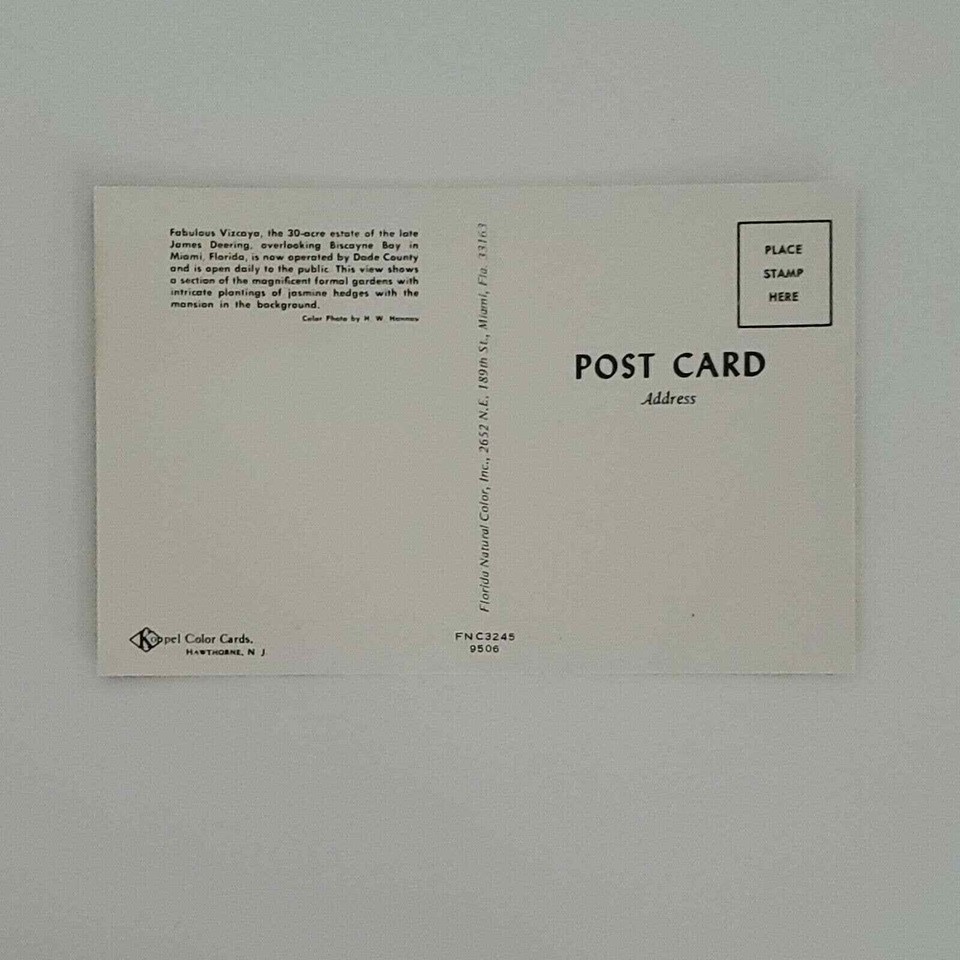 Fabulous Vizcaya, the 30-acre estate of the late
James Deering, overlooking Biscayne Bay in
Miami, Florida, is now operated by Dade County
and is open daily to the public. This view shows
a section of the magnificent formal gardens with
intricate plantings of jasmine hedges with the
mansion in the background.
Color Photo by H. W. Hannau
Koppel Color Cards.
HAWTHORNE, N J
Florida Natural Color, Inc., 2652 N.E. 189th St., Miami, Fla. 33163
FNC3245
9506
PLACE
STAMP
HERE
POST CARD
Address